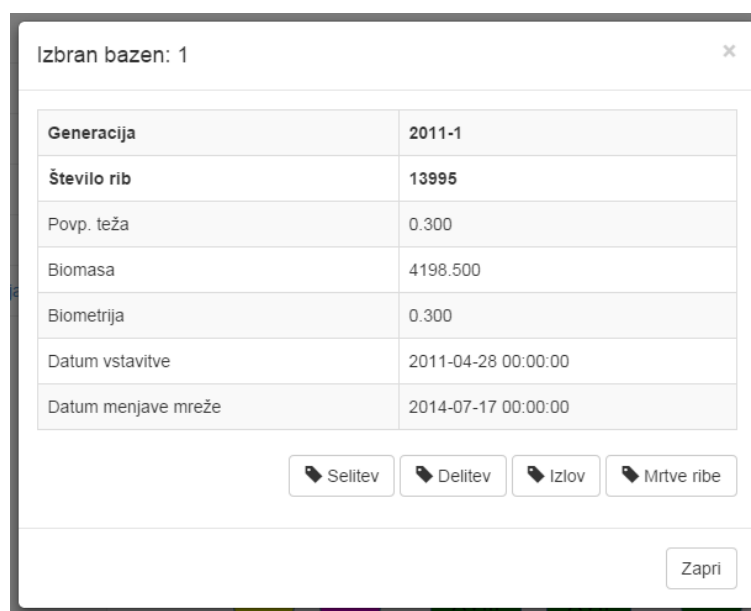 Izbran bazen: 1 ×
Generacija 2011-1
Število rib 13995
Povp. teža 0.300
Biomasa 4198.500
Biometrija 0.300
Datum vstavitve 2011-04-28 00:00:00
Datum menjave mreže 2014-07-17 00:00:00
Selitev Delitev Izlov Mrtve ribe
Zapri